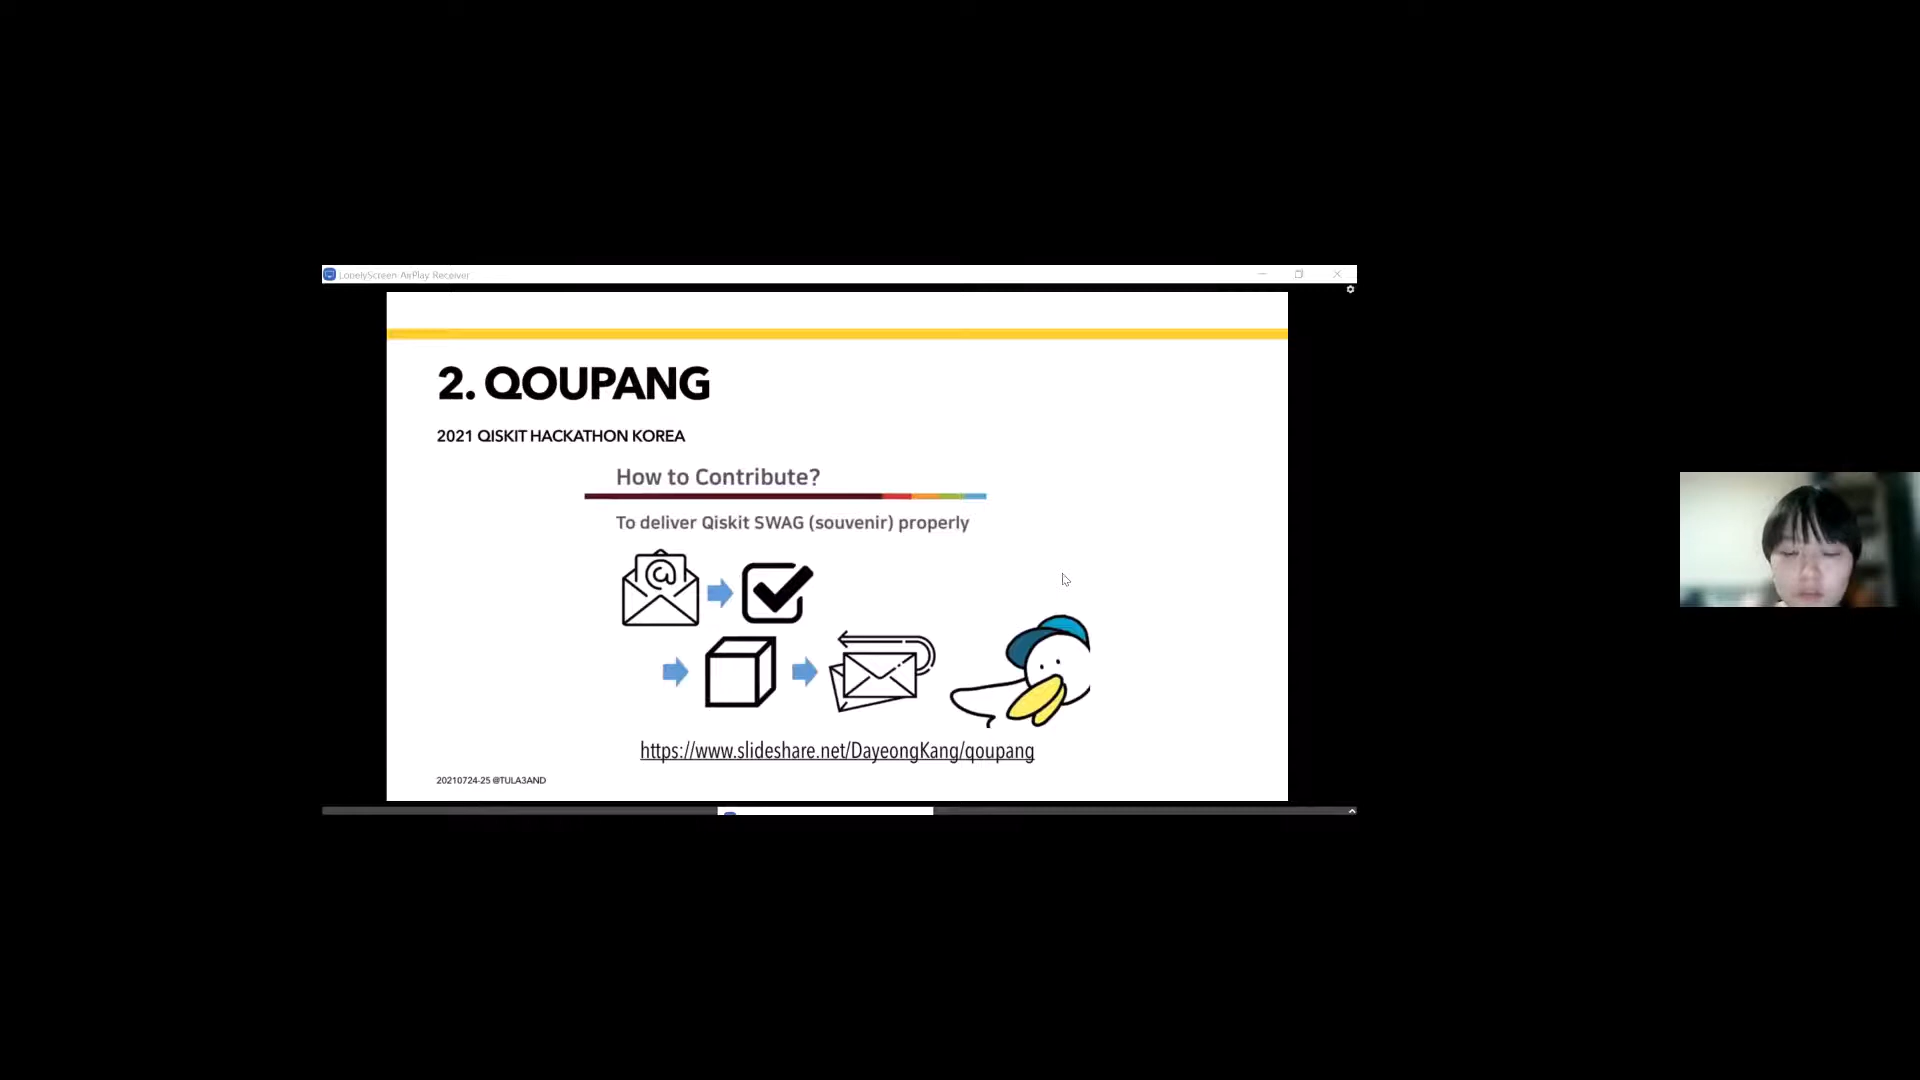 LonelyScreen AirPlay Receiver
2. QOUPANG
2021 QISKIT HACKATHON KOREA
How to Contribute?
To deliver Qiskit SWAG (souvenir) properly
https://www.slideshare.net/DayeongKang/qoupang
20210724-25 @TULA3AND